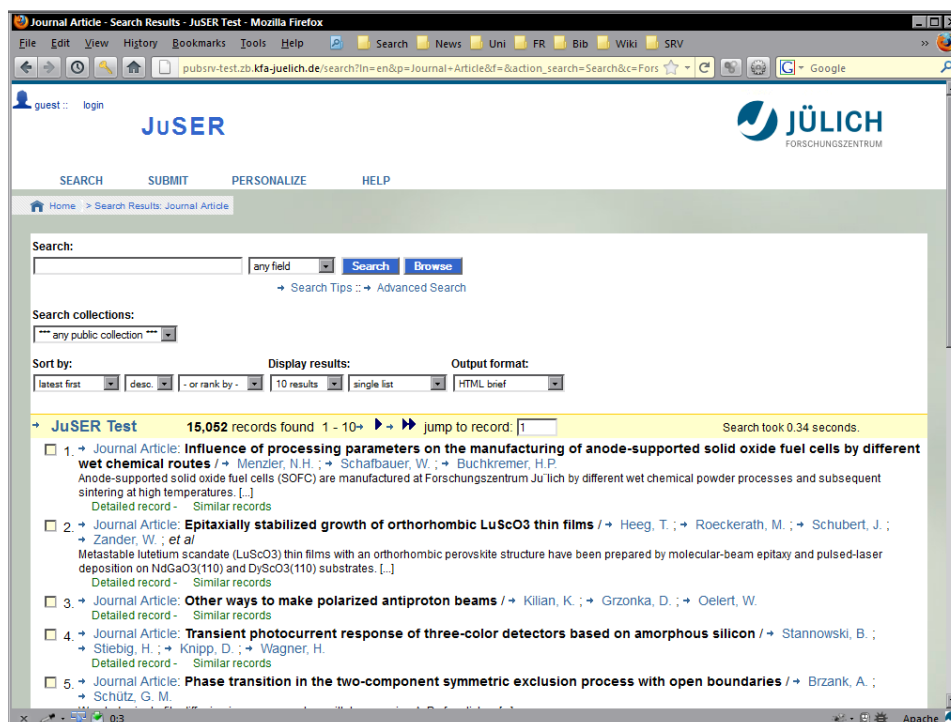 Journal Article - Search Results - JuSER Test - Mozilla Firefox
File Edit View History Bookmarks Tools Help Search News Uni FR Bib Wiki SRV »
pubsrv-test.zb.kfa-juelich.de/search?ln=en&p=Journal+Article&f=&action_search=Search&c=Fors G Google
guest :: login
JUSER
JÜLICH
FORSCHUNGSZENTRUM
SEARCH SUBMIT PERSONALIZE HELP
Home > Search Results: Journal Article
Search:
any field Search Browse
→ Search Tips :: → Advanced Search
Search collections:
*** any public collection ***
Sort by: Display results: Output format:
latest first desc. - or rank by - 10 results single list HTML brief
→ JuSER Test 15,052 records found 1 - 10→ → jump to record: 1 Search took 0.34 seconds.
1. → Journal Article: Influence of processing parameters on the manufacturing of anode-supported solid oxide fuel cells by different
wet chemical routes / → Menzler, N.H. ; → Schafbauer, W. ; → Buchkremer, H.P.
Anode-supported solid oxide fuel cells (SOFC) are manufactured at Forschungszentrum Ju¨lich by different wet chemical powder processes and subsequent
sintering at high temperatures. [...]
Detailed record - Similar records
2. → Journal Article: Epitaxially stabilized growth of orthorhombic LuScO3 thin films / → Heeg, T. ; → Roeckerath, M. ; → Schubert, J. ;
→ Zander, W. ; et al
Metastable lutetium scandate (LuScO3) thin films with an orthorhombic perovskite structure have been prepared by molecular-beam epitaxy and pulsed-laser
deposition on NdGaO3(110) and DyScO3(110) substrates. [...]
Detailed record - Similar records
3. → Journal Article: Other ways to make polarized antiproton beams / → Kilian, K. ; → Grzonka, D. ; → Oelert, W.
Detailed record - Similar records
4. → Journal Article: Transient photocurrent response of three-color detectors based on amorphous silicon / → Stannowski, B. ;
→ Stiebig, H. ; → Knipp, D. ; → Wagner, H.
Detailed record - Similar records
5. → Journal Article: Phase transition in the two-component symmetric exclusion process with open boundaries / → Brzank, A. ;
→ Schütz, G. M.
0:3 Apache